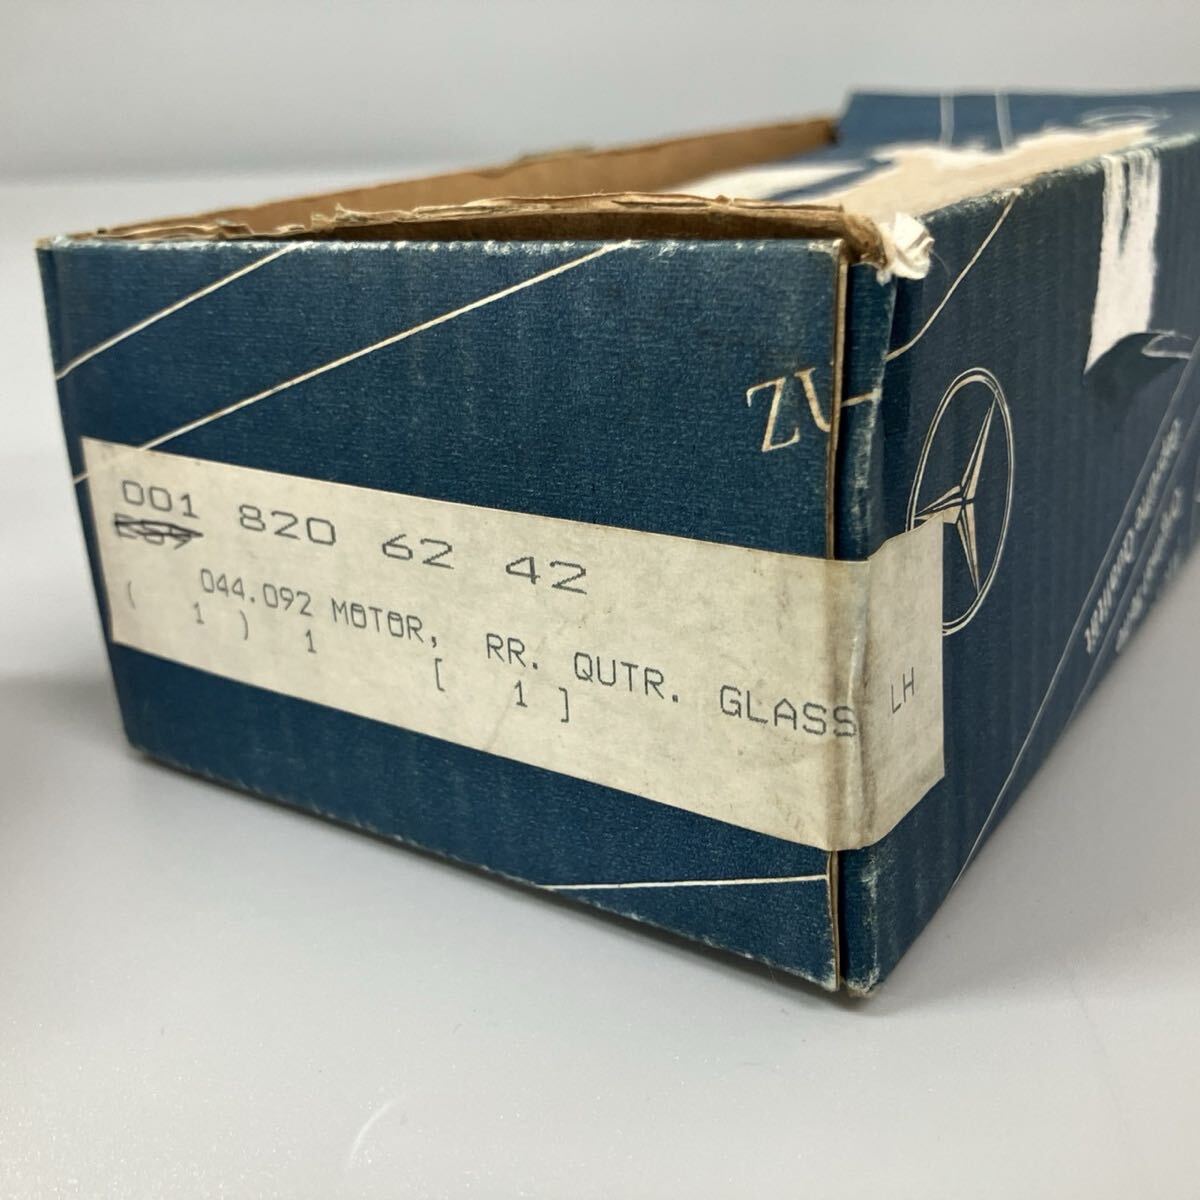 ZU
001 820 62 42
044.092 MOTOR, RR. QUTR. GLASS LH
( 1 ) 1 [ 1 ]